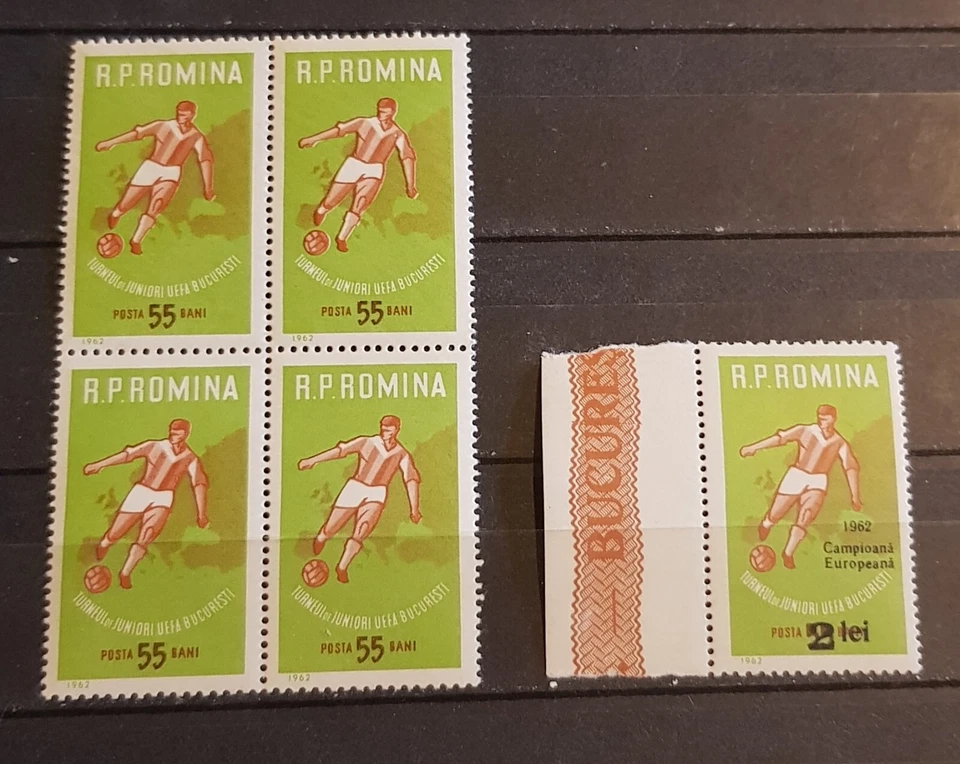 R.P.ROMINA
TURNEUL DE JUNIORI UEFA BUCURESTI
POSTA 55 BANI
1962
R.P.ROMINA
TURNEUL DE JUNIORI UEFA BUCURESTI
POSTA 55 BANI
1962
R.P.ROMINA
TURNEUL DE JUNIORI UEFA BUCURESTI
POSTA 55 BANI
1962
R.P.ROMINA
TURNEUL DE JUNIORI UEFA BUCURESTI
POSTA 55 BANI
BUCURE
R.P.ROMINA
1962
Campioană
Europeană
TURNEUL DE JUNIORI UEFA BUCURESTI
POSTA 2 lei
1962